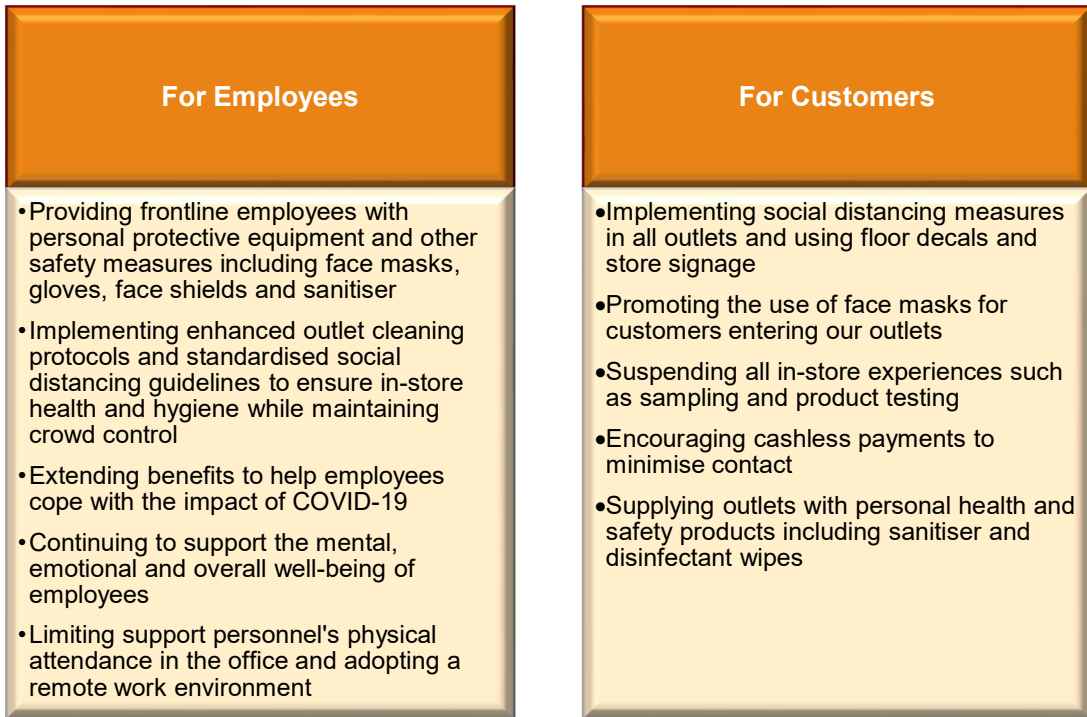 For Employees
•Providing frontline employees with
personal protective equipment and other
safety measures including face masks,
gloves, face shields and sanitiser
•Implementing enhanced outlet cleaning
protocols and standardised social
distancing guidelines to ensure in-store
health and hygiene while maintaining
crowd control
•Extending benefits to help employees
cope with the impact of COVID-19
•Continuing to support the mental,
emotional and overall well-being of
employees
•Limiting support personnel's physical
attendance in the office and adopting a
remote work environment
For Customers
•Implementing social distancing measures
in all outlets and using floor decals and
store signage
•Promoting the use of face masks for
customers entering our outlets
•Suspending all in-store experiences such
as sampling and product testing
•Encouraging cashless payments to
minimise contact
•Supplying outlets with personal health and
safety products including sanitiser and
disinfectant wipes